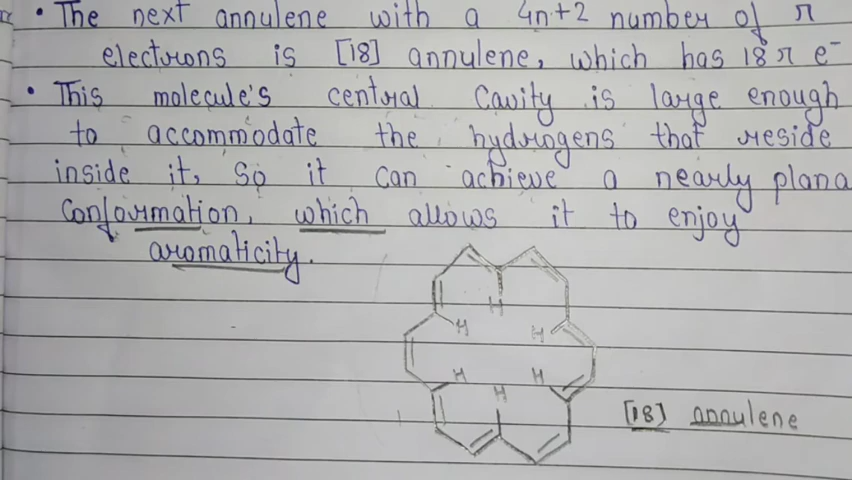 • The next annulene with a 4n+2 number of π
electrons is [18] annulene, which has 18 π e⁻
• This molecule's central cavity is large enough
to accommodate the hydrogens that reside
inside it, so it can achieve a nearly plana
conformation, which allows it to enjoy
aromaticity.
H
H H
H H
H
[18] annulene